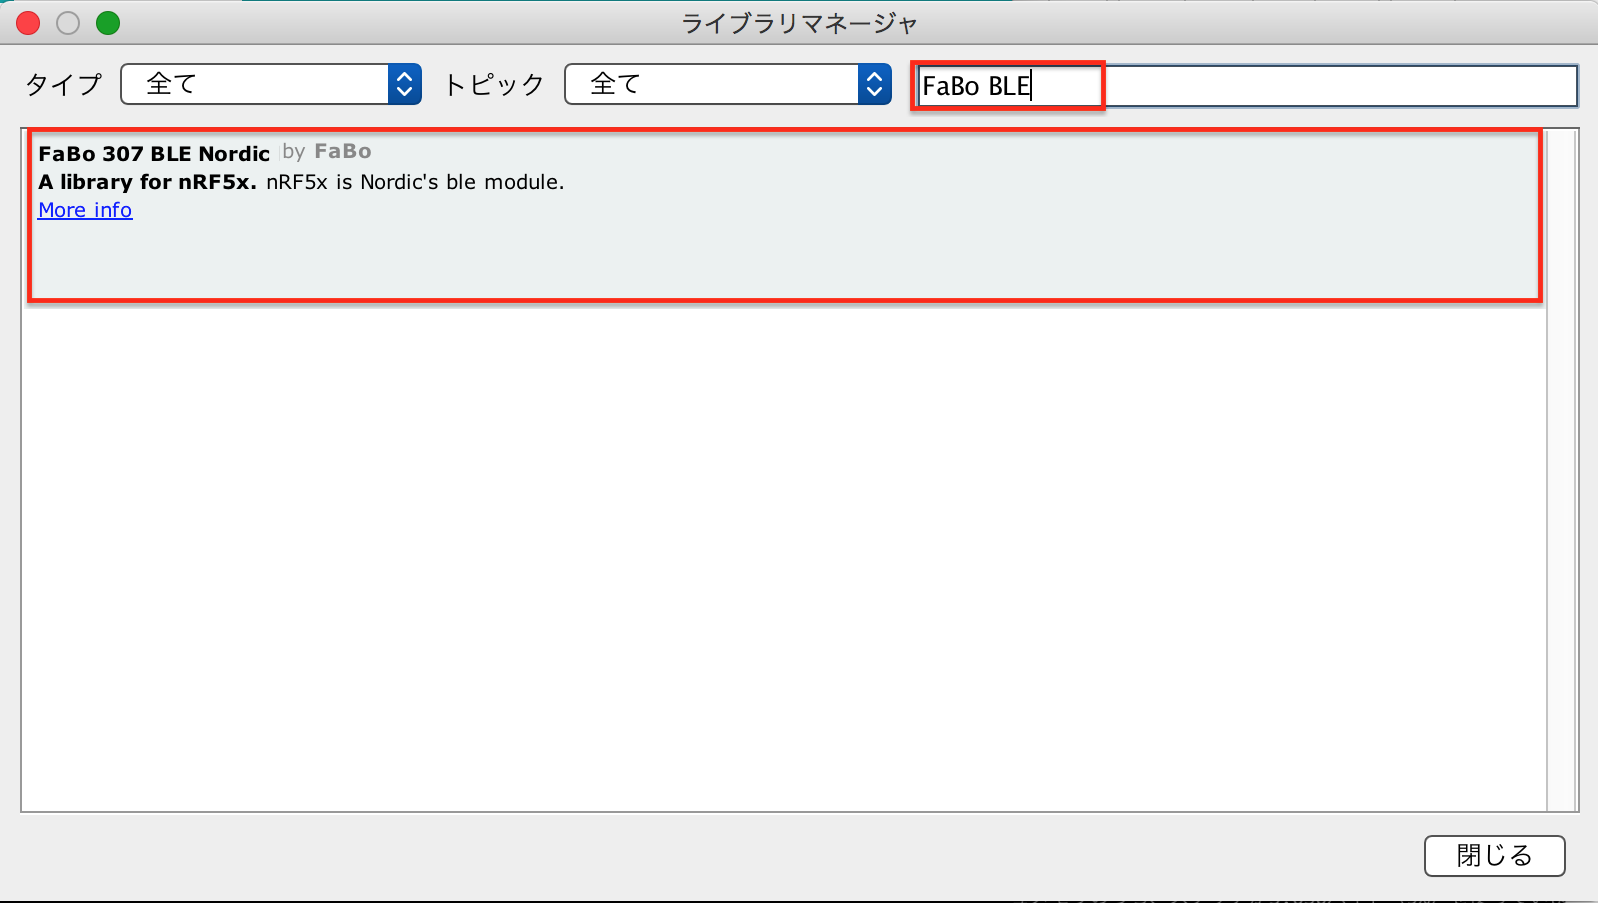 ライブラリマネージャ
タイプ 全て トピック 全て FaBo BLE
FaBo 307 BLE Nordic by FaBo
A library for nRF5x. nRF5x is Nordic's ble module.
More info
閉じる